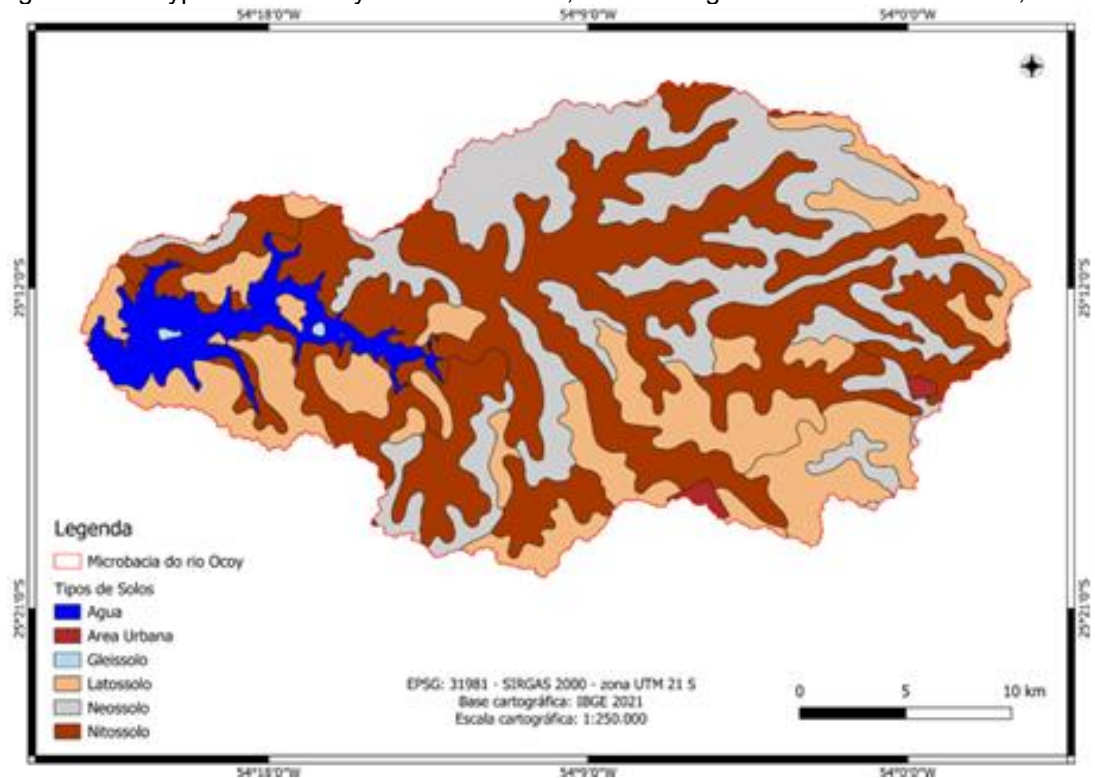 54°18'0"W 54°9'0"W 54°0'0"W
25°12'0"S 25°12'0"S
25°21'0"S 25°21'0"S
Legenda
Microbacia do rio Ocoy
Tipos de Solos
Agua
Area Urbana
Gleissolo
Latossolo
Neossolo
Nitossolo
EPSG: 31981 - SIRGAS 2000 - zona UTM 21 S
Base cartográfica: IBGE 2021
Escala cartográfica: 1:250.000
0 5 10 km
54°18'0"W 54°9'0"W 54°0'0"W